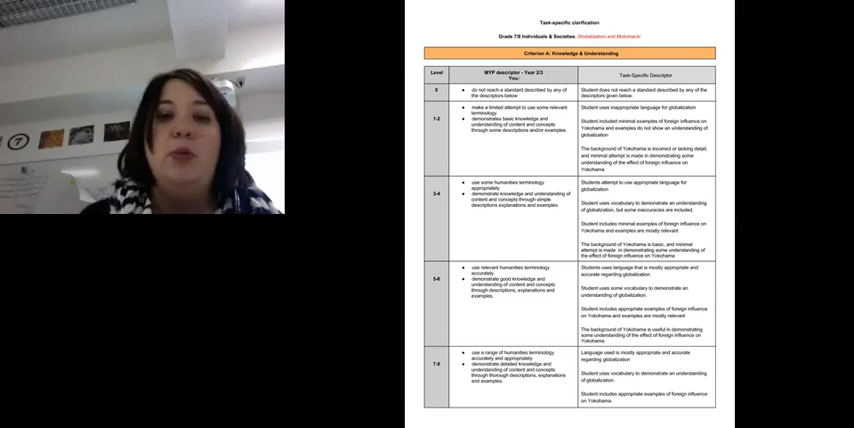 7
Task-specific clarification
Grade 7/8 Individuals & Societies: Globalization and Motomachi
Criterion A: Knowledge & Understanding
Level
MYP descriptor - Year 2/3
You:
Task-Specific Descriptor
0
● do not reach a standard described by any of
the descriptors below
Student does not reach a standard described by any of the
descriptors given below.
1-2
● make a limited attempt to use some relevant
terminology
● demonstrates basic knowledge and
understanding of content and concepts
through some descriptions and/or examples.
Student uses inappropriate language for globalization
Student included minimal examples of foreign influence on
Yokohama and examples do not show an understanding of
globalization
The background of Yokohama is incorrect or lacking detail,
and minimal attempt is made in demonstrating some
understanding of the effect of foreign influence on
Yokohama
3-4
● use some humanities terminology
appropriately
● demonstrate knowledge and understanding of
content and concepts through simple
descriptions explanations and examples.
Students attempt to use appropriate language for
globalization
Student uses vocabulary to demonstrate an understanding
of globalization, but some inaccuracies are included.
Student includes minimal examples of foreign influence on
Yokohama and examples are mostly relevant
The background of Yokohama is basic, and minimal
attempt is made in demonstrating some understanding of
the effect of foreign influence on Yokohama
5-6
● use relevant humanities terminology
accurately
● demonstrate good knowledge and
understanding of content and concepts
through descriptions, explanations and
examples.
Students uses language that is mostly appropriate and
accurate regarding globalization
Student uses some vocabulary to demonstrate an
understanding of globalization.
Student includes appropriate examples of foreign influence
on Yokohama and examples are mostly relevant
The background of Yokohama is useful in demonstrating
some understanding of the effect of foreign influence on
Yokohama
7-8
● use a range of humanities terminology
accurately and appropriately
● demonstrate detailed knowledge and
understanding of content and concepts
through thorough descriptions, explanations
and examples.
Language used is mostly appropriate and accurate
regarding globalization
Student uses vocabulary to demonstrate an understanding
of globalization.
Student includes appropriate examples of foreign influence
on Yokohama.